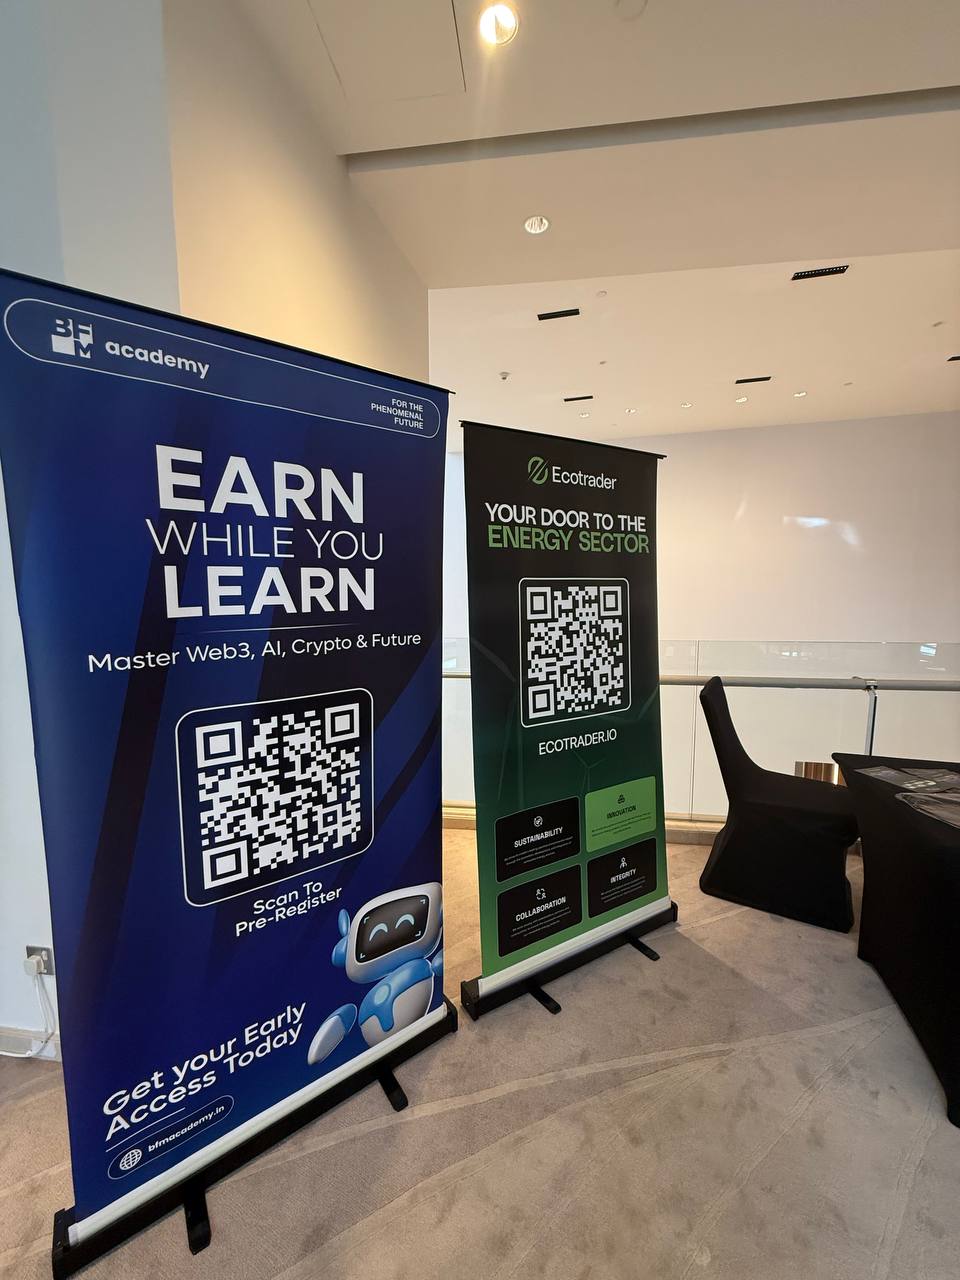 BFM academy
FOR THE
PHENOMENAL
FUTURE
EARN
WHILE YOU
LEARN
Master Web3, AI, Crypto & Future
Scan To
Pre-Register
Get your Early
Access Today
bfmacademy.in
Ecotrader
YOUR DOOR TO THE
ENERGY SECTOR
ECOTRADER.IO
SUSTAINABILITY
INNOVATION
COLLABORATION
INTEGRITY